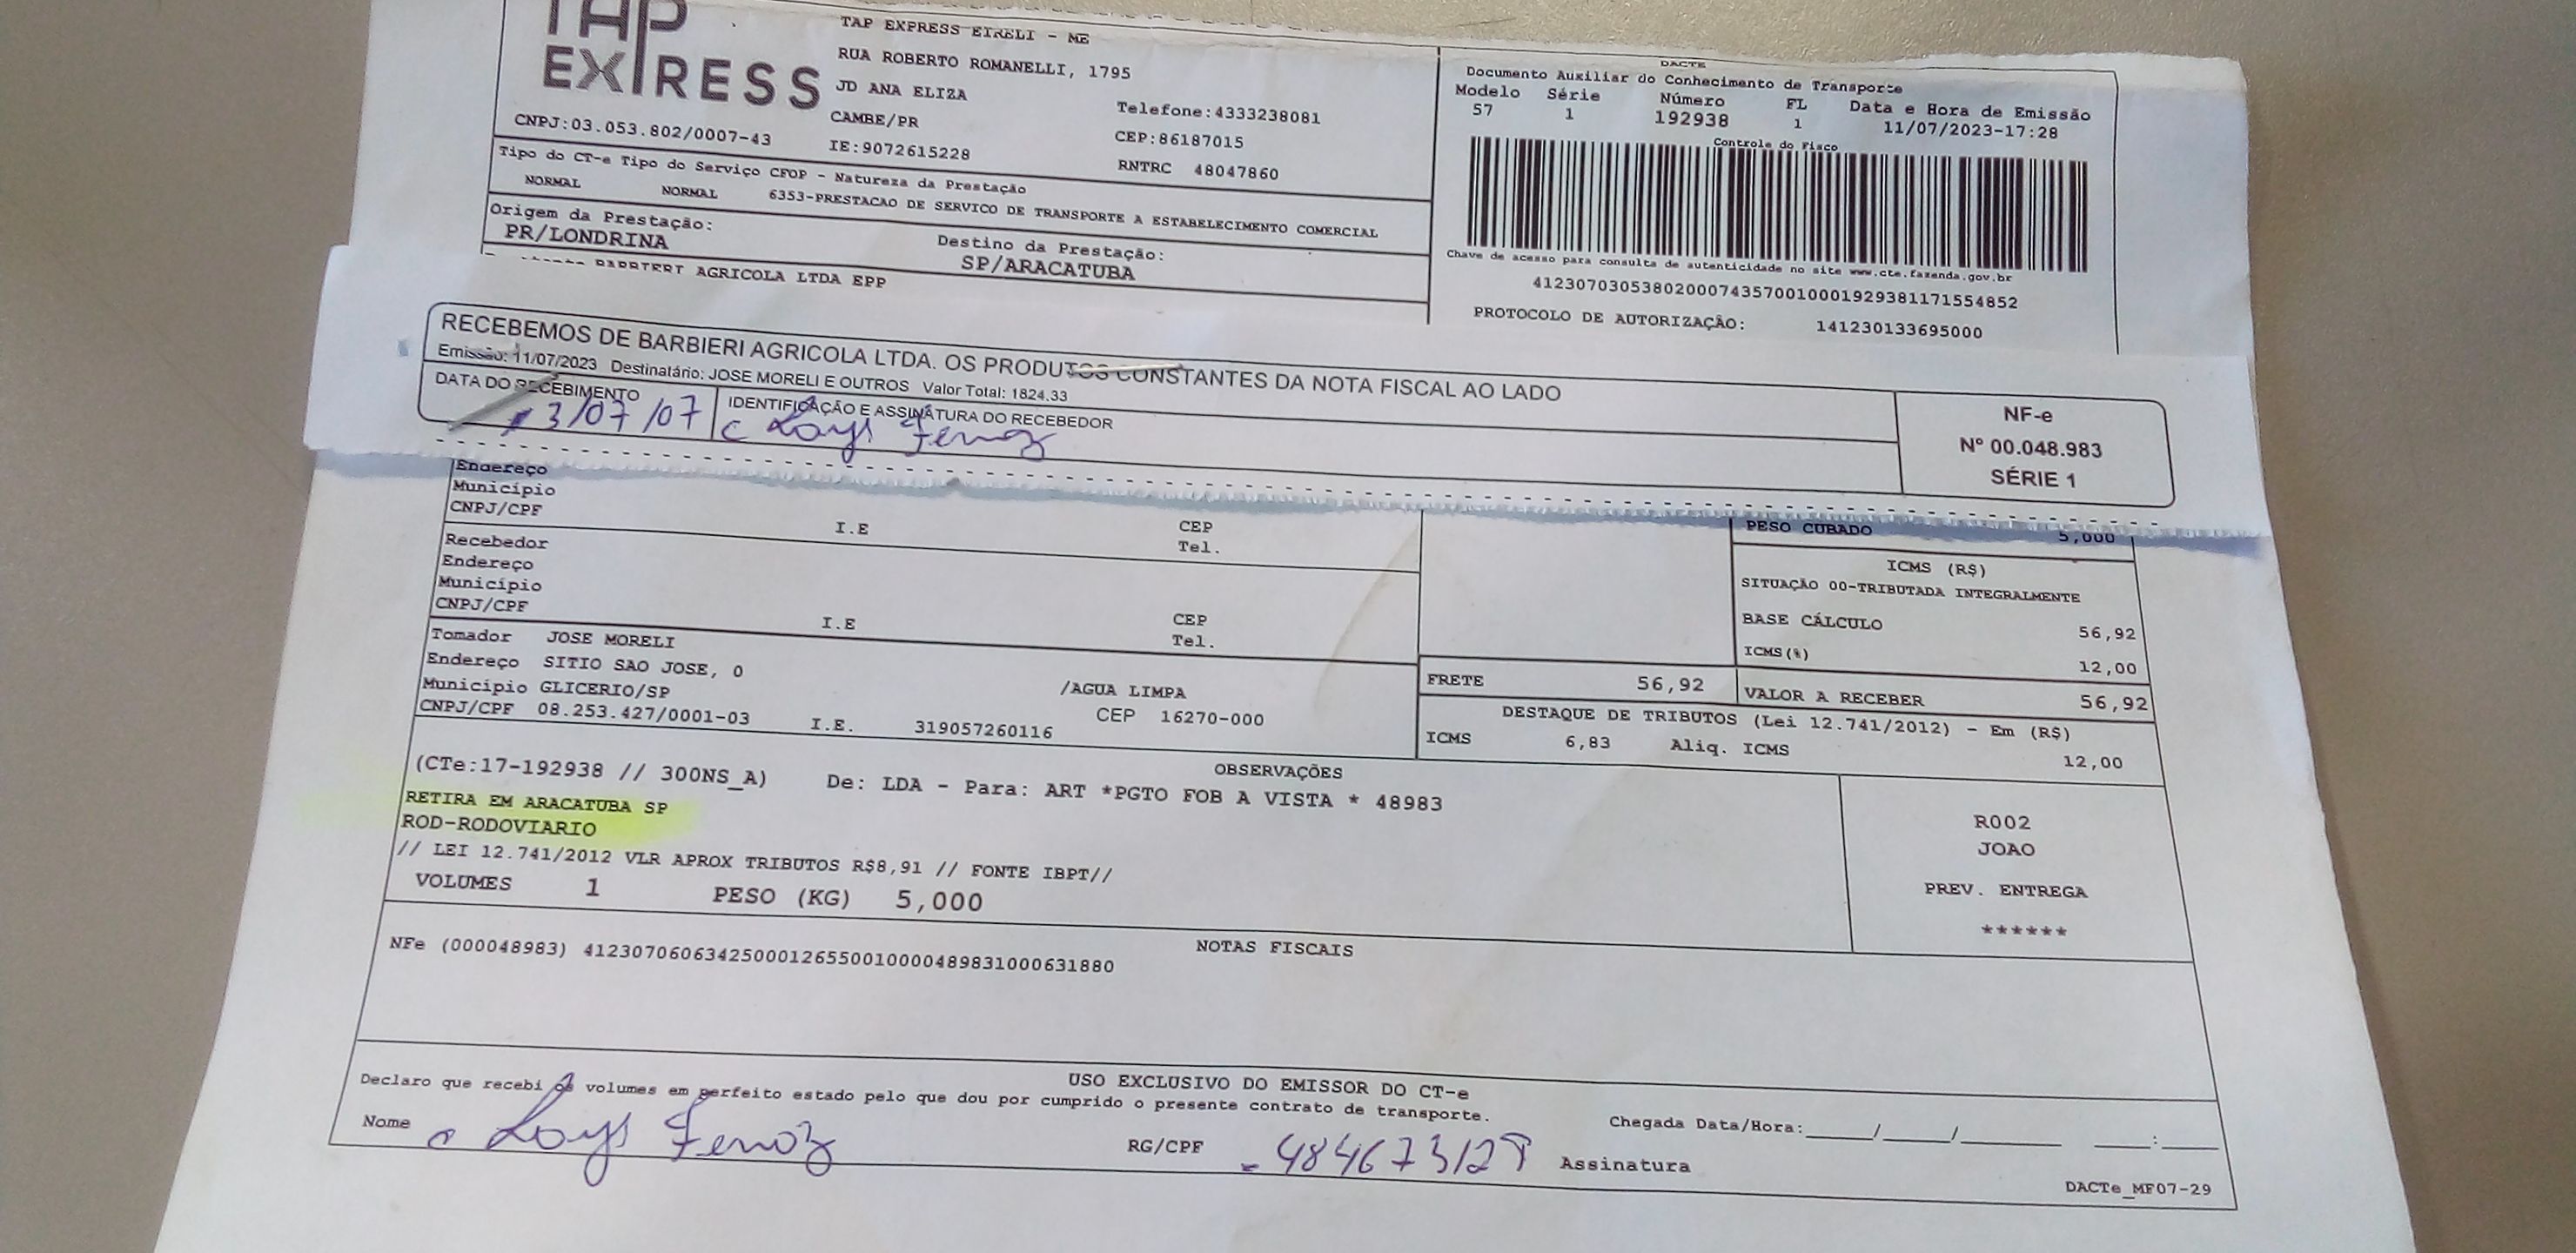 TAP EXPRESS
TAP EXPRESS EIRELI - ME
RUA ROBERTO ROMANELLI, 1795
JD ANA ELIZA
CAMBE/PR
Telefone:4333238081
CNPJ:03.053.802/0007-43
IE:9072615228
CEP:86187015
RNTRC 48047860
Tipo do CT-e Tipo do Serviço CFOP - Natureza da Prestação
NORMAL NORMAL 6353-PRESTACAO DE SERVICO DE TRANSPORTE A ESTABELECIMENTO COMERCIAL
Origem da Prestação:
PR/LONDRINA
Destino da Prestação:
SP/ARACATUBA
BARBIERI AGRICOLA LTDA EPP
DACTE
Documento Auxiliar do Conhecimento de Transporte
Modelo Série Número FL Data e Hora de Emissão
57 1 192938 1 11/07/2023-17:28
Controle do Fisco
Chave de acesso para consulta de autenticidade no site www.cte.fazenda.gov.br
41230703053802000743570010001929381171554852
PROTOCOLO DE AUTORIZAÇÃO: 141230133695000
RECEBEMOS DE BARBIERI AGRICOLA LTDA. OS PRODUTOS CONSTANTES DA NOTA FISCAL AO LADO
Emissão: 11/07/2023 Destinatário: JOSE MORELI E OUTROS Valor Total: 1824.33
DATA DO RECEBIMENTO
13/07/07
IDENTIFICAÇÃO E ASSINATURA DO RECEBEDOR
NF-e
Nº 00.048.983
SÉRIE 1
Endereço
Município
CNPJ/CPF I.E CEP
Tel.
Recebedor
Endereço
Município
CNPJ/CPF I.E CEP
Tel.
Tomador JOSE MORELI
Endereço SITIO SAO JOSE, 0
Município GLICERIO/SP /AGUA LIMPA
CNPJ/CPF 08.253.427/0001-03 I.E. 319057260116 CEP 16270-000
PESO CUBADO 5,000
ICMS (R$)
SITUAÇÃO 00-TRIBUTADA INTEGRALMENTE
BASE CÁLCULO 56,92
ICMS(%) 12,00
FRETE 56,92 VALOR A RECEBER 56,92
DESTAQUE DE TRIBUTOS (Lei 12.741/2012) - Em (R$)
ICMS 6,83 Aliq. ICMS 12,00
OBSERVAÇÕES
(CTe:17-192938 // 300NS_A) De: LDA - Para: ART *PGTO FOB A VISTA * 48983
RETIRA EM ARACATUBA SP
ROD-RODOVIARIO
// LEI 12.741/2012 VLR APROX TRIBUTOS R$8,91 // FONTE IBPT//
VOLUMES 1 PESO (KG) 5,000
R002
JOAO
PREV. ENTREGA
******
NOTAS FISCAIS
NFe (000048983) 41230706063425000126550010000489831000631880
USO EXCLUSIVO DO EMISSOR DO CT-e
Declaro que recebi os volumes em perfeito estado pelo que dou por cumprido o presente contrato de transporte.
Nome
RG/CPF
Assinatura
Chegada Data/Hora:_____/_____/_______ ___:____
DACTe_MF07-29